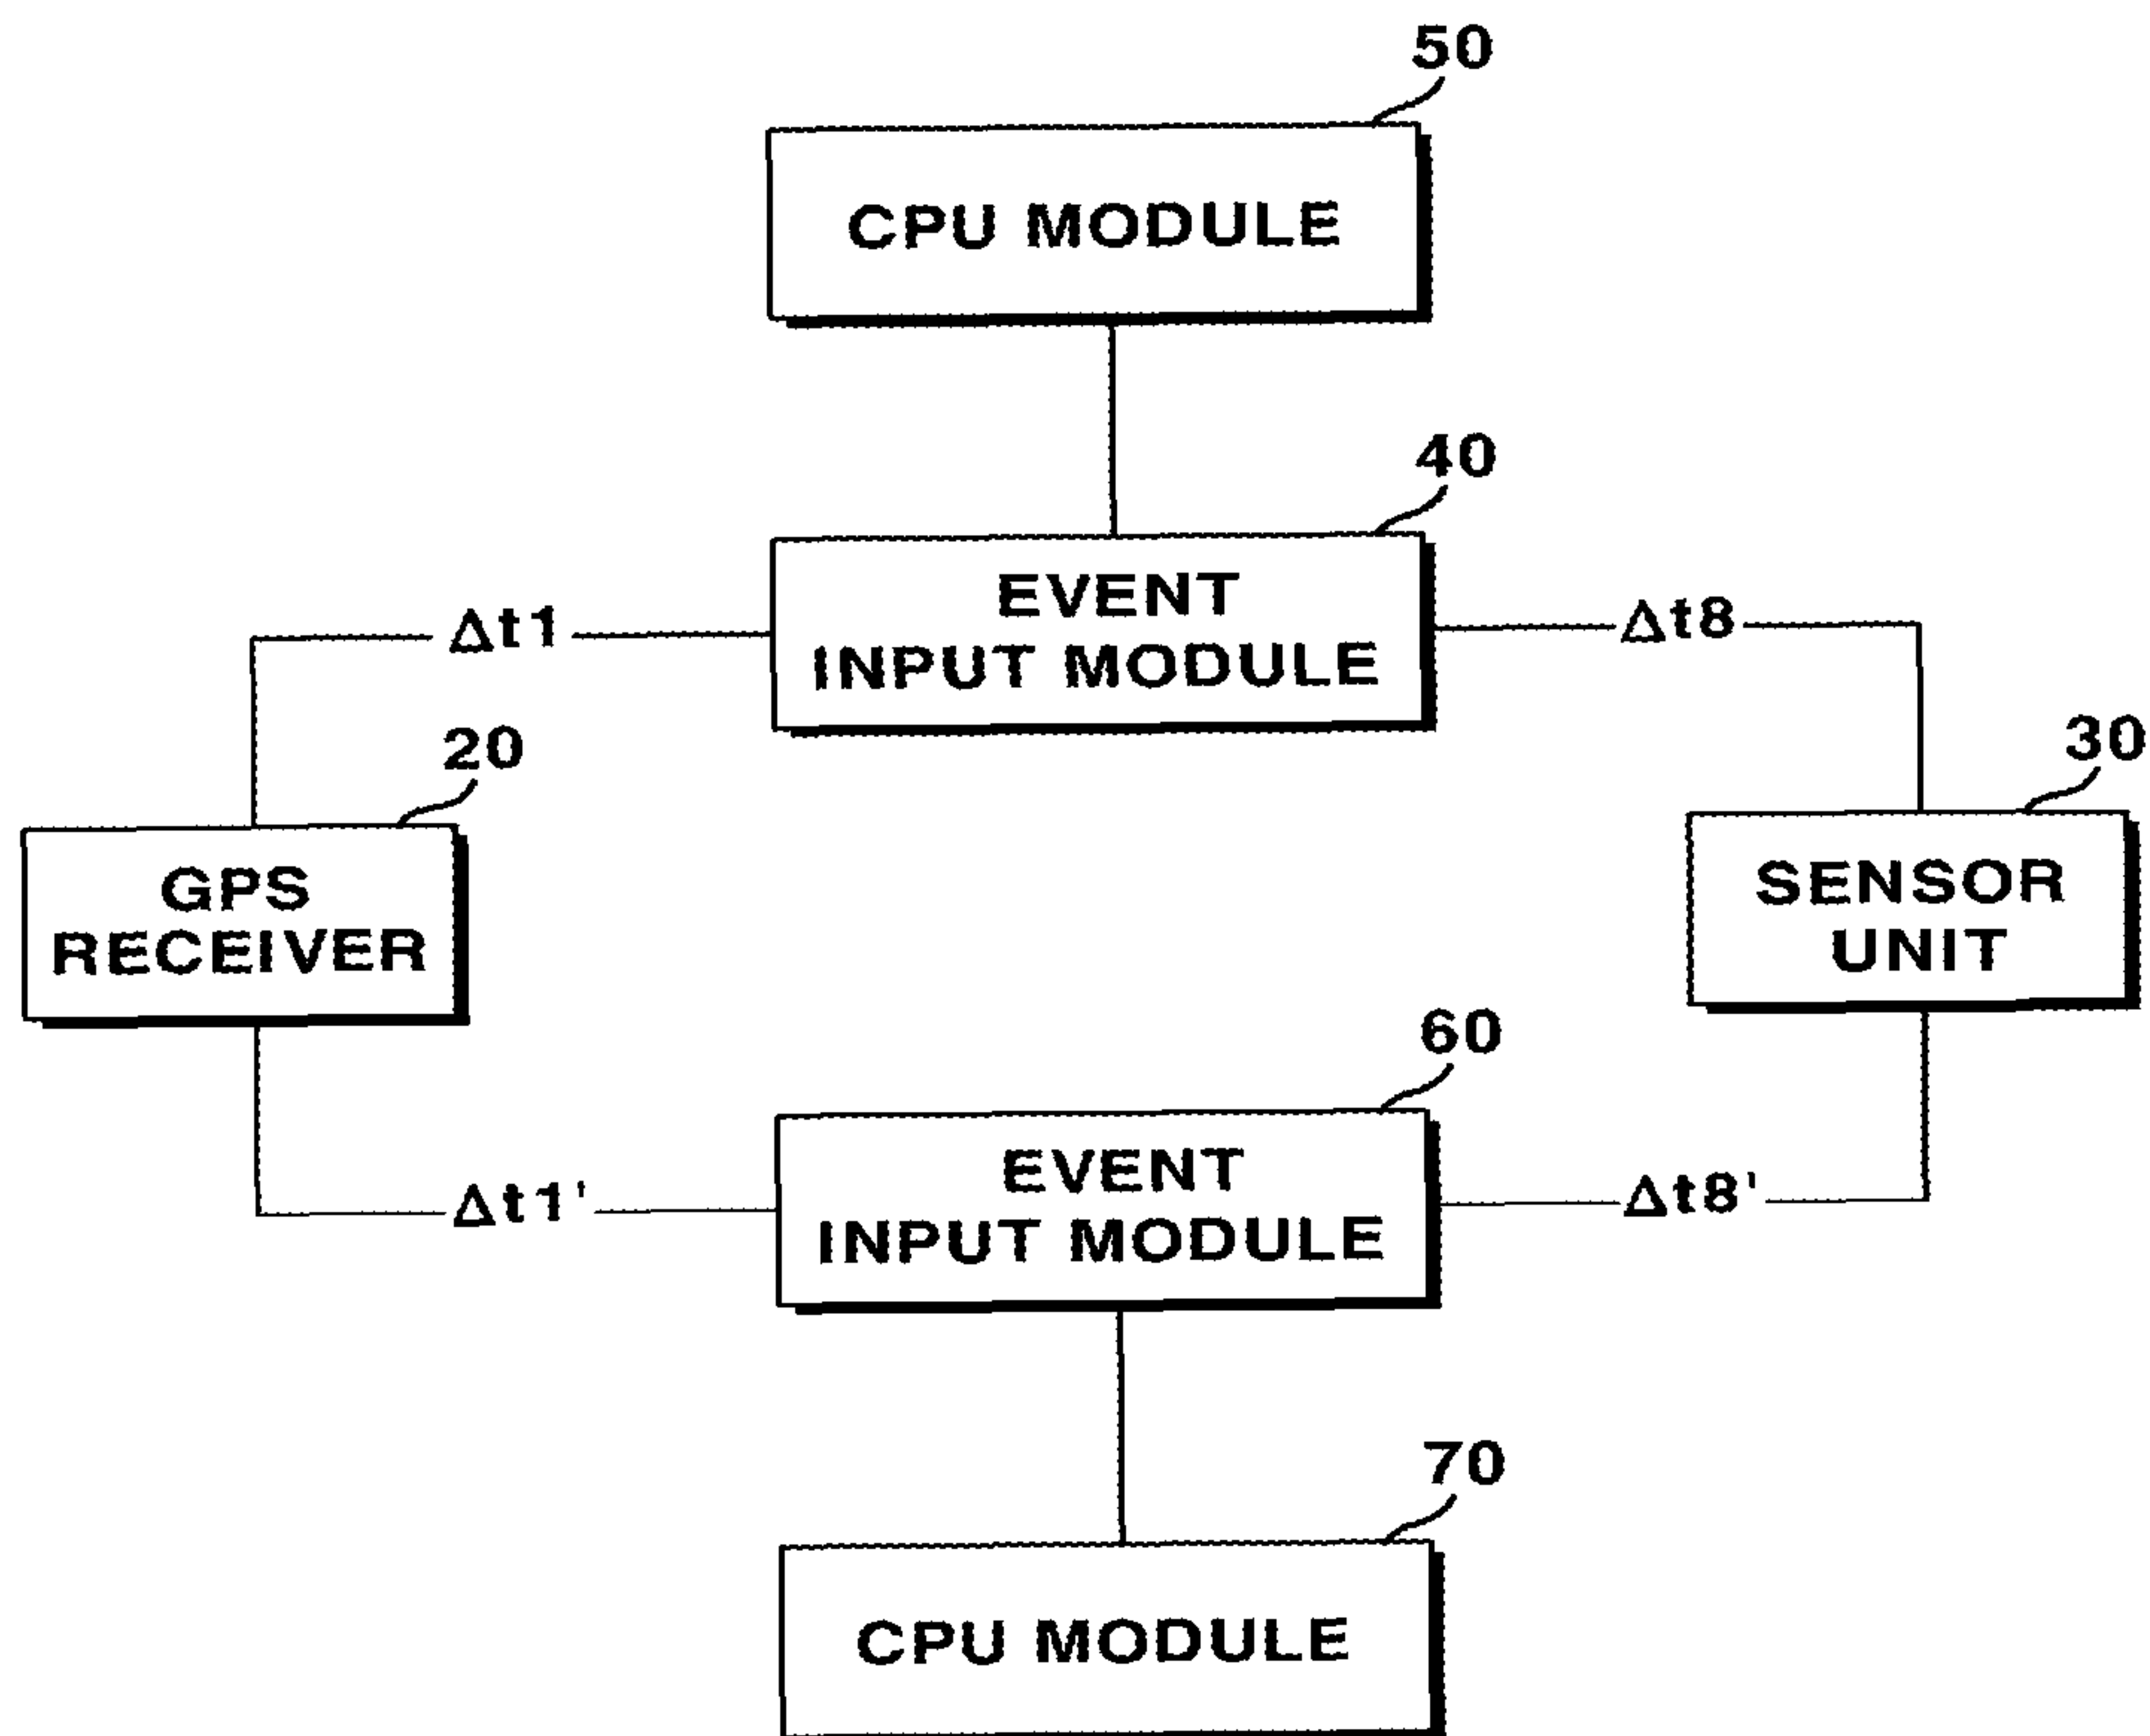 50
CPU MODULE
40
EVENT
INPUT MODULE
Δt1
Δt8
20
GPS
RECEIVER
30
SENSOR
UNIT
60
EVENT
INPUT MODULE
Δt1'
Δt8'
70
CPU MODULE